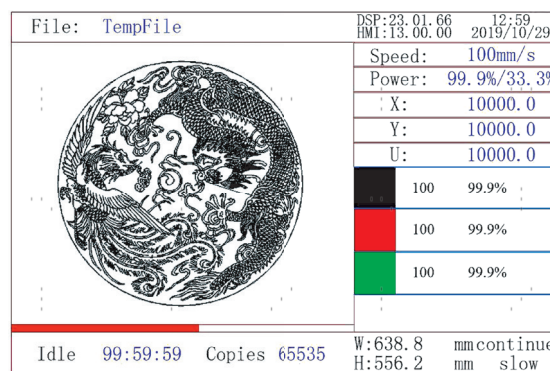 File: TempFile
DSP:23.01.66 12:59
HMI:13.00.00 2019/10/29
Speed: 100mm/s
Power: 99.9%/33.3%
X: 10000.0
Y: 10000.0
U: 10000.0
100 99.9%
100 99.9%
100 99.9%
Idle 99:59:59 Copies 65535
W:638.8 mm continue
H:556.2 mm slow